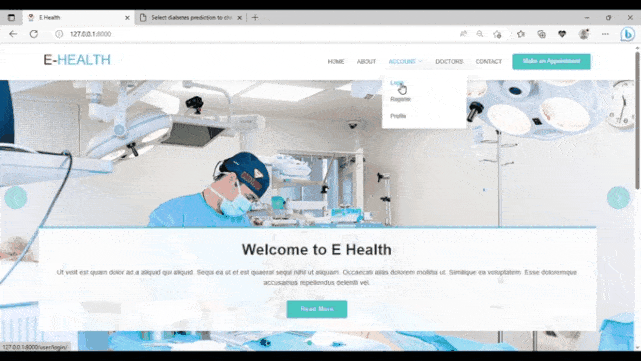 E Health
Select diabetes prediction to che
127.0.0.1:8000
E-HEALTH
HOME ABOUT ACCOUNT DOCTORS CONTACT Make an Appointment
Login
Register
Profile
Welcome to E Health
Ut velit est quam dolor ad a aliquid qui aliquid. Sequi ea ut et est quaerat sequi nihil ut aliquam. Occaecati alias dolorem mollitia ut. Similique ea voluptatem. Esse doloremque
accusamus repellendus deleniti vel.
Read More
127.0.0.1:8000/user/login/